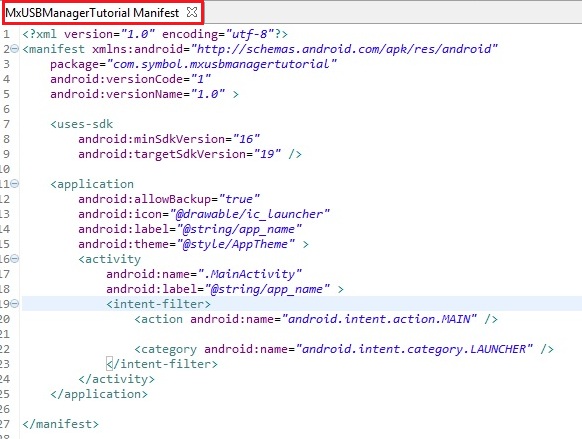 MxUSBManagerTutorial Manifest
1 <?xml version="1.0" encoding="utf-8"?>
2 <manifest xmlns:android="http://schemas.android.com/apk/res/android"
3 package="com.symbol.mxusbmanagertutorial"
4 android:versionCode="1"
5 android:versionName="1.0" >
6
7 <uses-sdk
8 android:minSdkVersion="16"
9 android:targetSdkVersion="19" />
10
11 <application
12 android:allowBackup="true"
13 android:icon="@drawable/ic_launcher"
14 android:label="@string/app_name"
15 android:theme="@style/AppTheme" >
16 <activity
17 android:name=".MainActivity"
18 android:label="@string/app_name" >
19 <intent-filter>
20 <action android:name="android.intent.action.MAIN" />
21
22 <category android:name="android.intent.category.LAUNCHER" />
23 </intent-filter>
24 </activity>
25 </application>
26
27 </manifest>